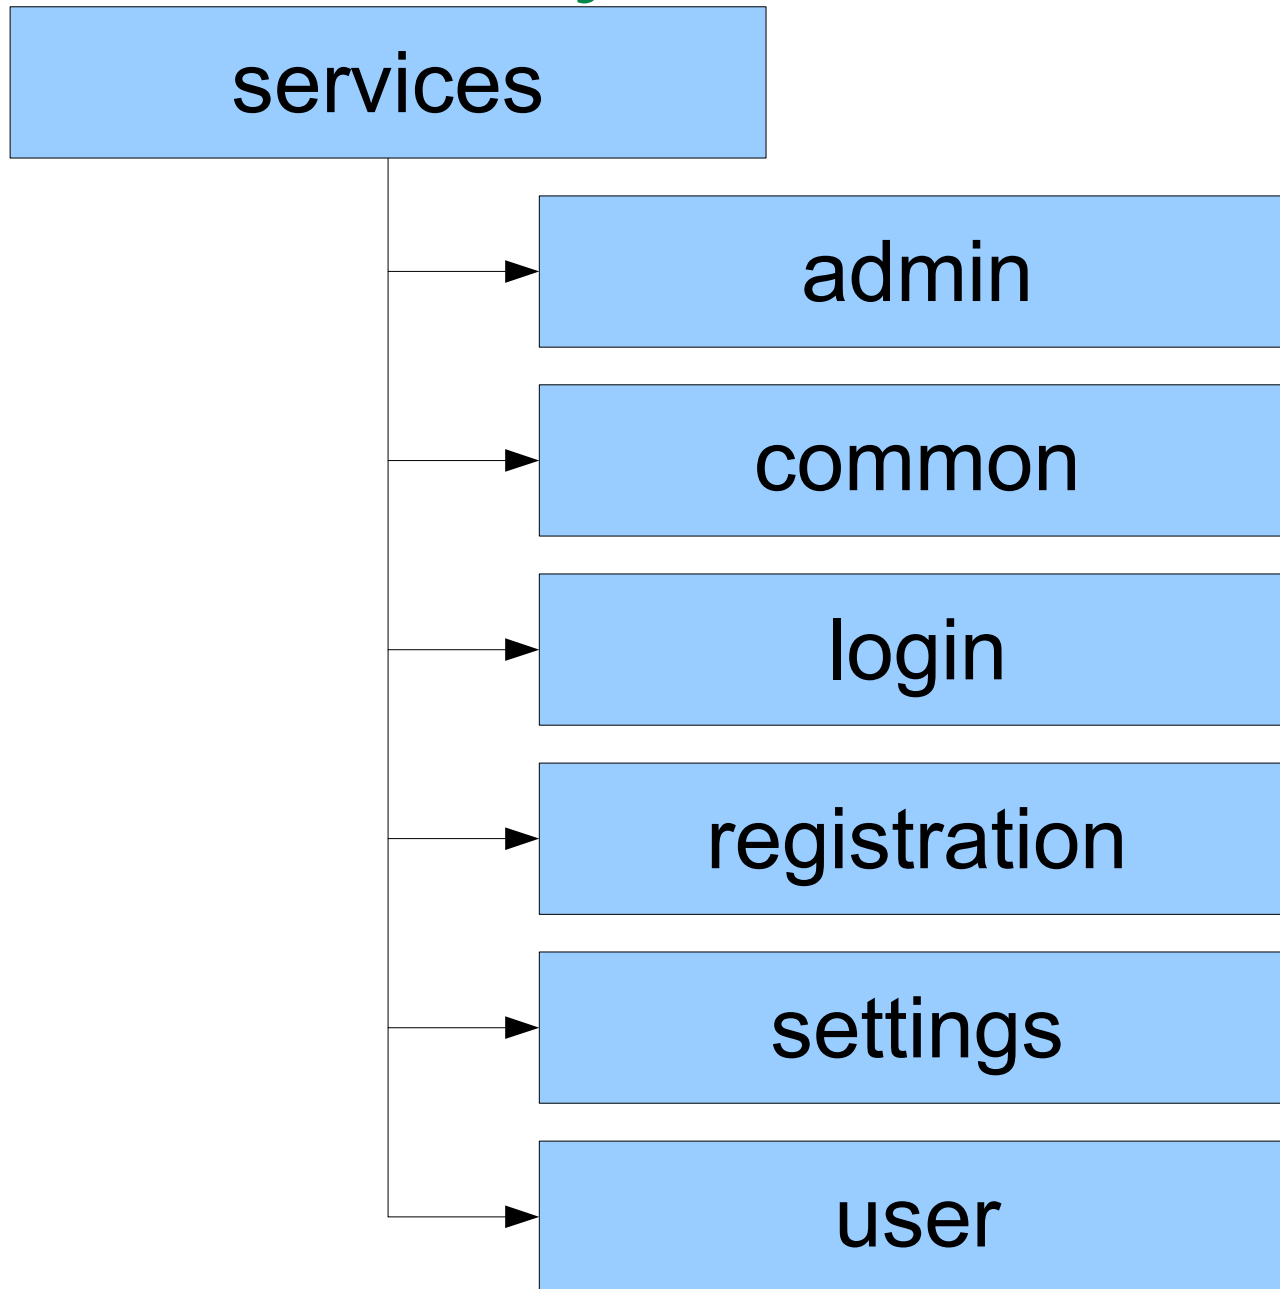 services
admin
common
login
registration
settings
user